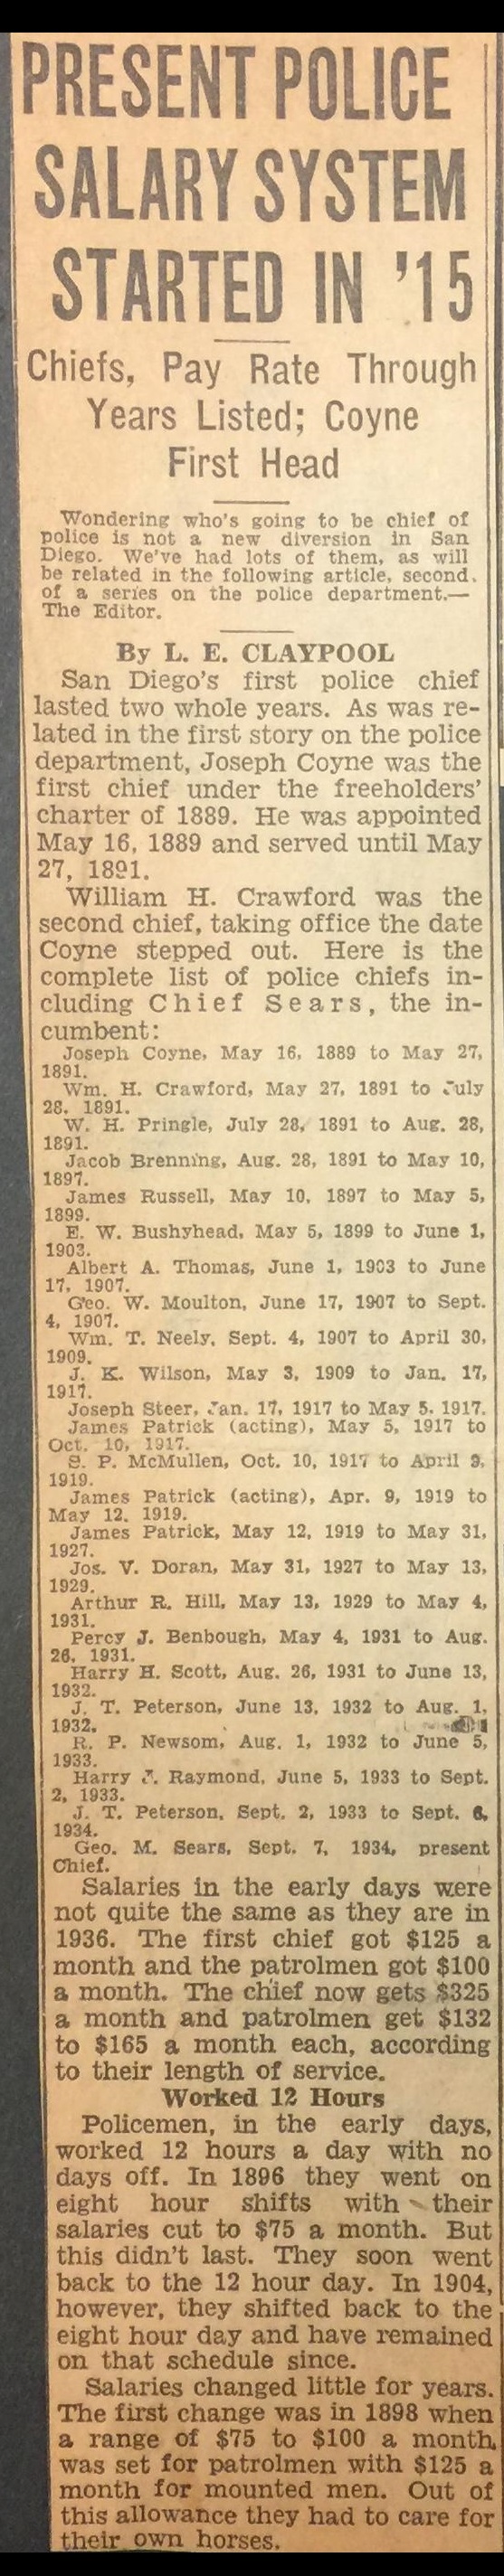 PRESENT POLICE
SALARY SYSTEM
STARTED IN '15
Chiefs, Pay Rate Through
Years Listed; Coyne
First Head
Wondering who's going to be chief of
police is not a new diversion in San
Diego. We've had lots of them, as will
be related in the following article, second
of a series on the police department.—
The Editor.
By L. E. CLAYPOOL
San Diego's first police chief
lasted two whole years. As was re-
lated in the first story on the police
department, Joseph Coyne was the
first chief under the freeholders'
charter of 1889. He was appointed
May 16, 1889 and served until May
27, 1891.
William H. Crawford was the
second chief, taking office the date
Coyne stepped out. Here is the
complete list of police chiefs in-
cluding Chief Sears, the in-
cumbent:
Joseph Coyne, May 16, 1889 to May 27,
1891.
Wm. H. Crawford, May 27, 1891 to July
28, 1891.
W. H. Pringle, July 28, 1891 to Aug. 28,
1891.
Jacob Brenning, Aug. 28, 1891 to May 10,
1897.
James Russell, May 10, 1897 to May 5,
1899.
E. W. Bushyhead, May 5, 1899 to June 1,
1903.
Albert A. Thomas, June 1, 1903 to June
17, 1907.
Geo. W. Moulton, June 17, 1907 to Sept.
4, 1907.
Wm. T. Neely, Sept. 4, 1907 to April 30,
1909.
J. K. Wilson, May 3, 1909 to Jan. 17,
1917.
Joseph Steer, Jan. 17, 1917 to May 5. 1917.
James Patrick (acting), May 5, 1917 to
Oct. 10, 1917.
S. P. McMullen, Oct. 10, 1917 to April 9,
1919.
James Patrick (acting), Apr. 9, 1919 to
May 12, 1919.
James Patrick, May 12, 1919 to May 31,
1927.
Jos. V. Doran, May 31, 1927 to May 13,
1929.
Arthur R. Hill, May 13, 1929 to May 4,
1931.
Percy J. Benbough, May 4, 1931 to Aug.
26, 1931.
Harry H. Scott, Aug. 26, 1931 to June 13,
1932.
J. T. Peterson, June 13, 1932 to Aug. 1,
1932.
R. P. Newsom, Aug. 1, 1932 to June 5,
1933.
Harry J. Raymond, June 5, 1933 to Sept.
2, 1933.
J. T. Peterson, Sept. 2, 1933 to Sept. 6,
1934.
Geo. M. Sears, Sept. 7, 1934, present
Chief.
Salaries in the early days were
not quite the same as they are in
1936. The first chief got $125 a
month and the patrolmen got $100
a month. The chief now gets $325
a month and patrolmen get $132
to $165 a month each, according
to their length of service.
Worked 12 Hours
Policemen, in the early days,
worked 12 hours a day with no
days off. In 1896 they went on
eight hour shifts with their
salaries cut to $75 a month. But
this didn't last. They soon went
back to the 12 hour day. In 1904,
however, they shifted back to the
eight hour day and have remained
on that schedule since.
Salaries changed little for years.
The first change was in 1898 when
a range of $75 to $100 a month
was set for patrolmen with $125 a
month for mounted men. Out of
this allowance they had to care for
their own horses.